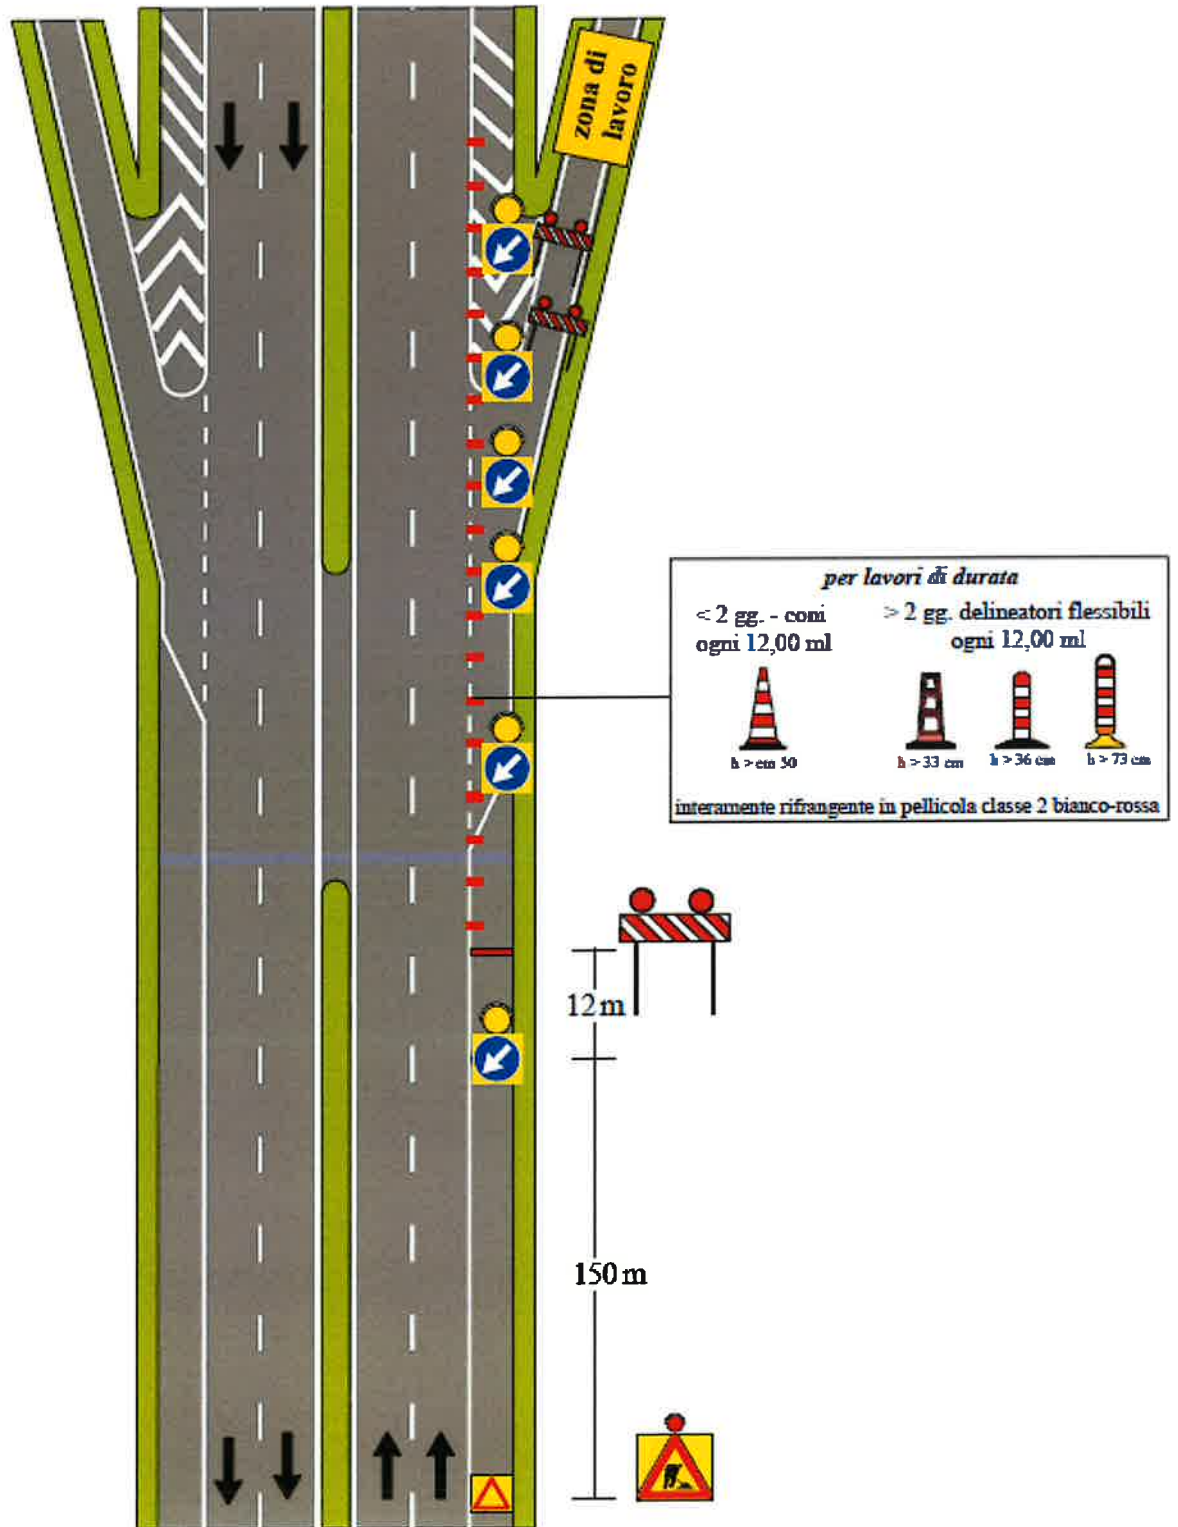 zona di
lavoro
per lavori di durata
< 2 gg. - coni
ogni 12,00 ml
> 2 gg. delineatori flessibili
ogni 12,00 ml
h > cm 50
h > 33 cm
h > 36 cm
h > 73 cm
interamente rifrangente in pellicola classe 2 bianco-rossa
12 m
150 m